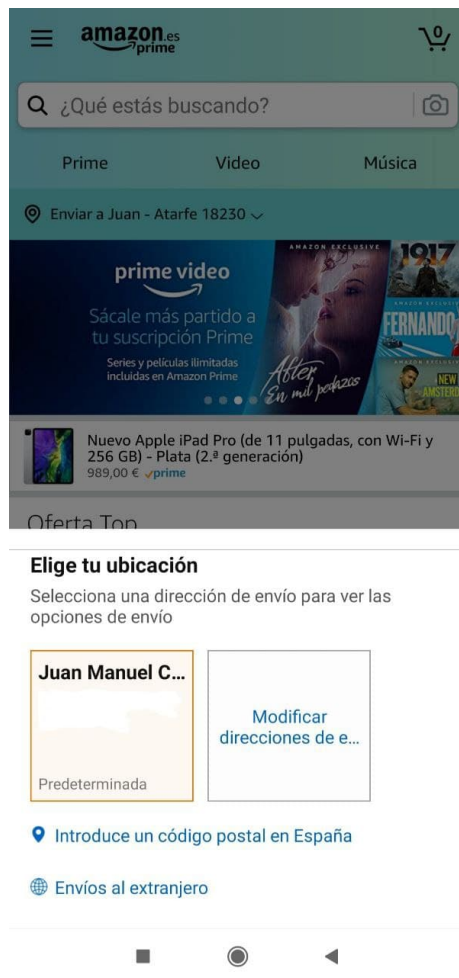 amazon.es
prime
0
¿Qué estás buscando?
Prime Video Música
Enviar a Juan - Atarfe 18230
AMAZON EXCLUSIVE
1917
prime video
Sácale más partido a
tu suscripción Prime
Series y películas ilimitadas
incluidas en Amazon Prime
After
En mil pedazos
AMAZON EXCLUSIVE
FERNANDO
AMAZON EXCLUSIVE
NEW
AMSTERD
Nuevo Apple iPad Pro (de 11 pulgadas, con Wi-Fi y
256 GB) - Plata (2.ª generación)
989,00 € prime
Oferta Top
Elige tu ubicación
Selecciona una dirección de envío para ver las
opciones de envío
Juan Manuel C...
Predeterminada
Modificar
direcciones de e...
Introduce un código postal en España
Envíos al extranjero